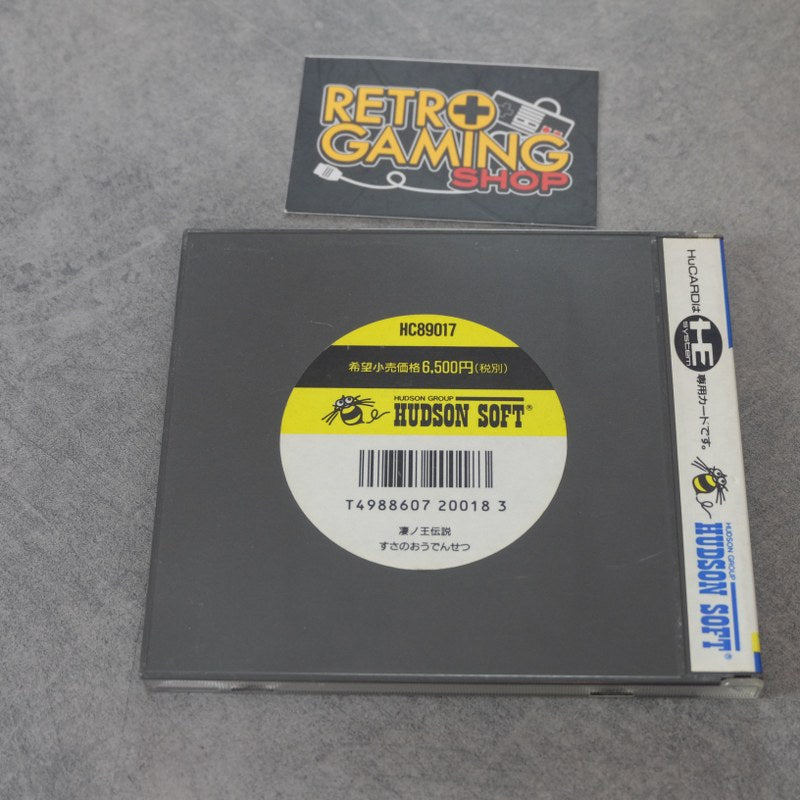 RETRO
GAMING
SHOP
HC89017
希望小売価格6,500円(税別)
HUDSON GROUP
HUDSON SOFT®
T4988607 20018 3
凄ノ王伝説
すさのおうでんせつ
HuCARDは
HE
SYSTEM
専用カードです。
HUDSON GROUP
HUDSON SOFT®